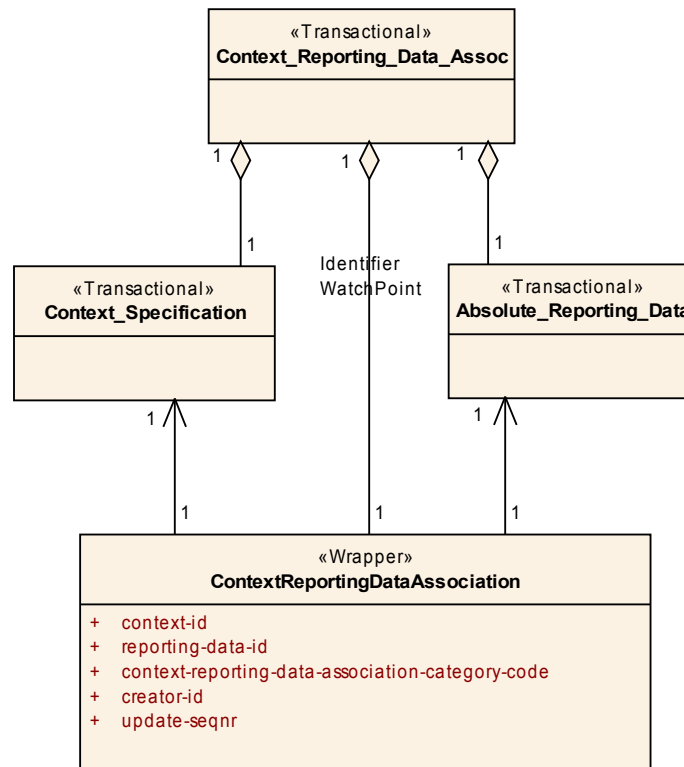 «Transactional»
Context_Reporting_Data_Assoc
1
1
1
1
1
Identifier
WatchPoint
«Transactional»
Context_Specification
«Transactional»
Absolute_Reporting_Data
1
1
1
1
1
«Wrapper»
ContextReportingDataAssociation
+ context-id
+ reporting-data-id
+ context-reporting-data-association-category-code
+ creator-id
+ update-seqnr